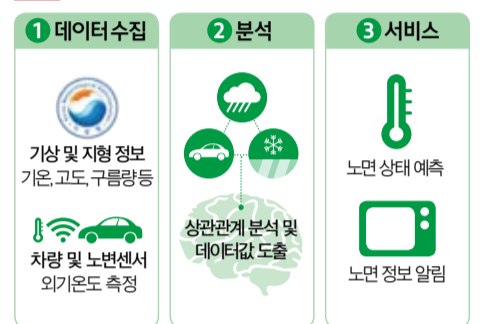 1 데이터 수집
기상 및 지형 정보
기온, 고도, 구름량 등
차량 및 노변센서
외기온도 측정
2 분석
상관관계 분석 및
데이터값 도출
3 서비스
노면 상태 예측
노면 정보 알림